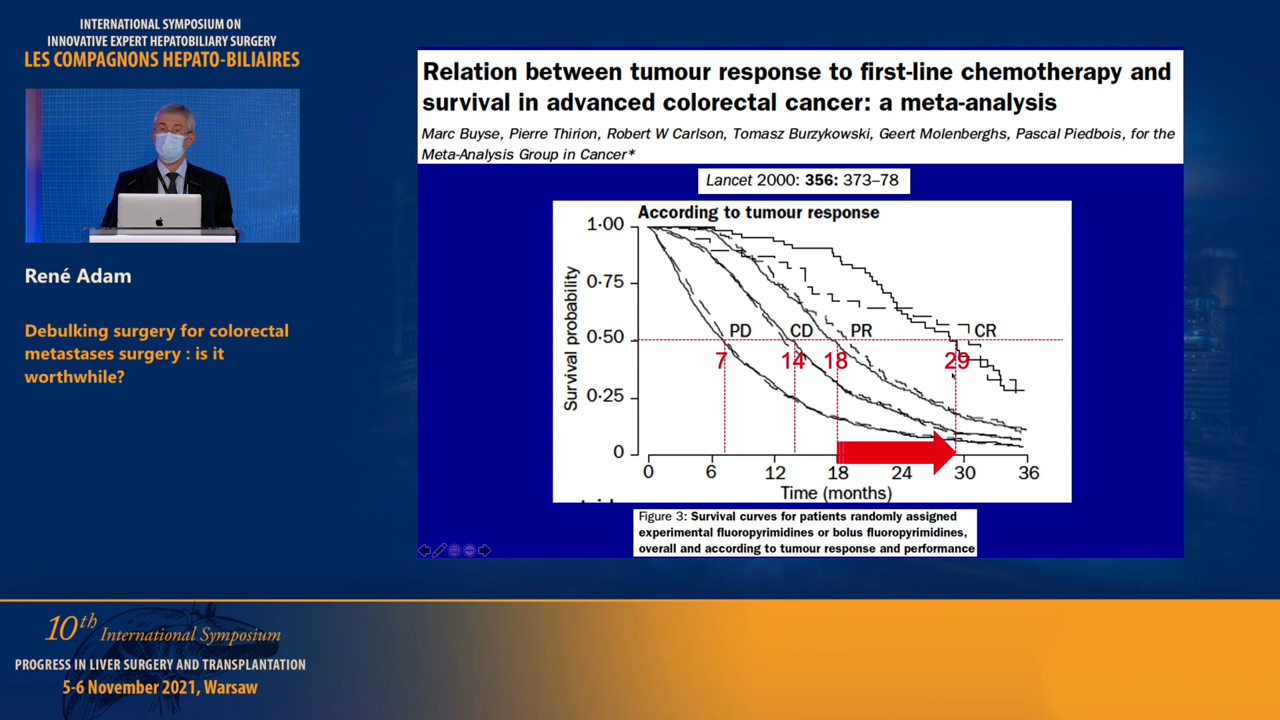 INTERNATIONAL SYMPOSIUM ON
INNOVATIVE EXPERT HEPATOBILIARY SURGERY
LES COMPAGNONS HEPATO-BILIAIRES
René Adam
Debulking surgery for colorectal
metastases surgery : is it
worthwhile?
Relation between tumour response to first-line chemotherapy and
survival in advanced colorectal cancer: a meta-analysis
Marc Buyse, Pierre Thirion, Robert W Carlson, Tomasz Burzykowski, Geert Molenberghs, Pascal Piedbois, for the
Meta-Analysis Group in Cancer*
Lancet 2000: 356: 373–78
According to tumour response
Survival probability
1·00
0·75
0·50
0·25
0
PD CD PR CR
7 14 18 29
0 6 12 18 24 30 36
Time (months)
Figure 3: Survival curves for patients randomly assigned
experimental fluoropyrimidines or bolus fluoropyrimidines,
overall and according to tumour response and performance
10th International Symposium
PROGRESS IN LIVER SURGERY AND TRANSPLANTATION
5-6 November 2021, Warsaw